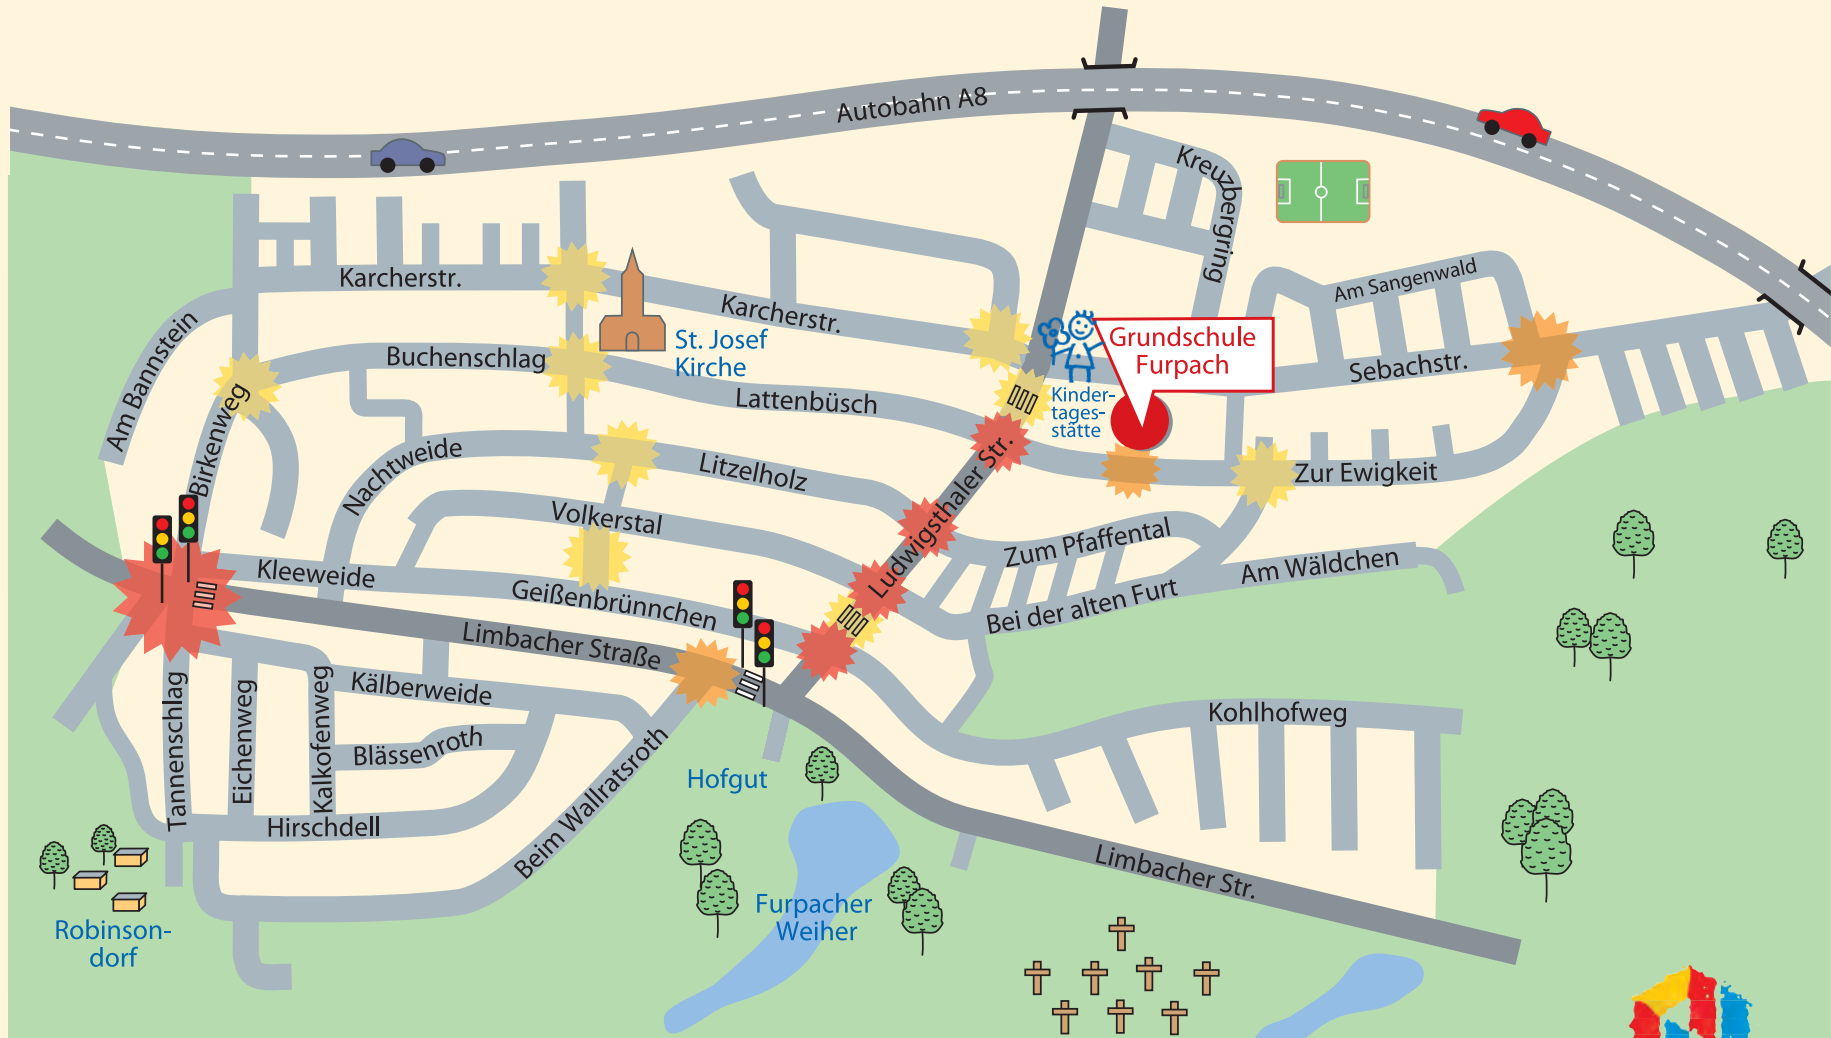 Autobahn A8
Kreuzbergring
Karcherstr.
Karcherstr.
Am Sangenwald
Am Bannstein
St. Josef
Kirche
Grundschule
Furpach
Buchenschlag
Sebachstr.
Birkenweg
Lattenbüsch
Kinder-
tages-
stätte
Nachtweide
Litzelholz
Ludwigsthaler Str.
Zur Ewigkeit
Volkerstal
Zum Pfaffental
Kleeweide
Geißenbrünnchen
Am Wäldchen
Bei der alten Furt
Limbacher Straße
Kälberweide
Tannenschlag
Eichenweg
Kalkofenweg
Blässenroth
Kohlhofweg
Beim Wallratsroth
Hofgut
Hirschdell
Limbacher Str.
Furpacher
Weiher
Robinson-
dorf